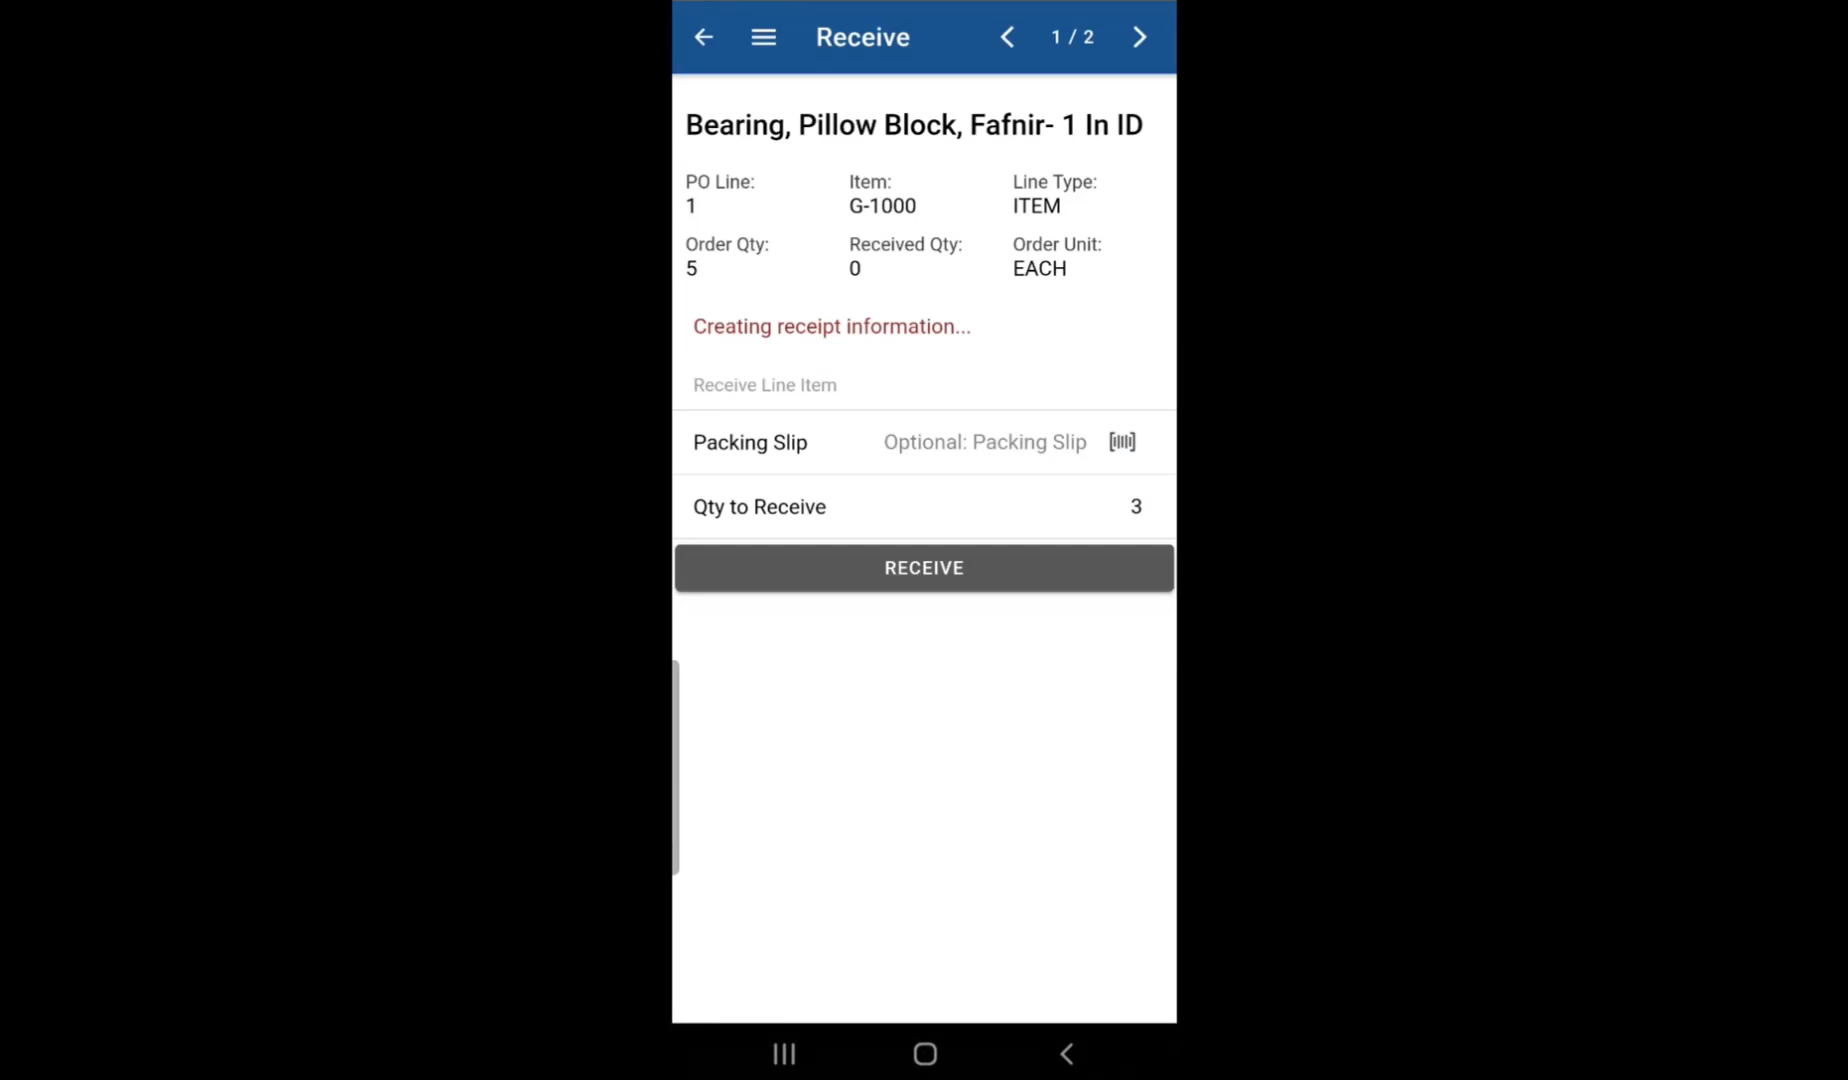 Receive
1 / 2
Bearing, Pillow Block, Fafnir- 1 In ID
PO Line: Item: Line Type:
1 G-1000 ITEM
Order Qty: Received Qty: Order Unit:
5 0 EACH
Creating receipt information...
Receive Line Item
Packing Slip Optional: Packing Slip
Qty to Receive 3
RECEIVE